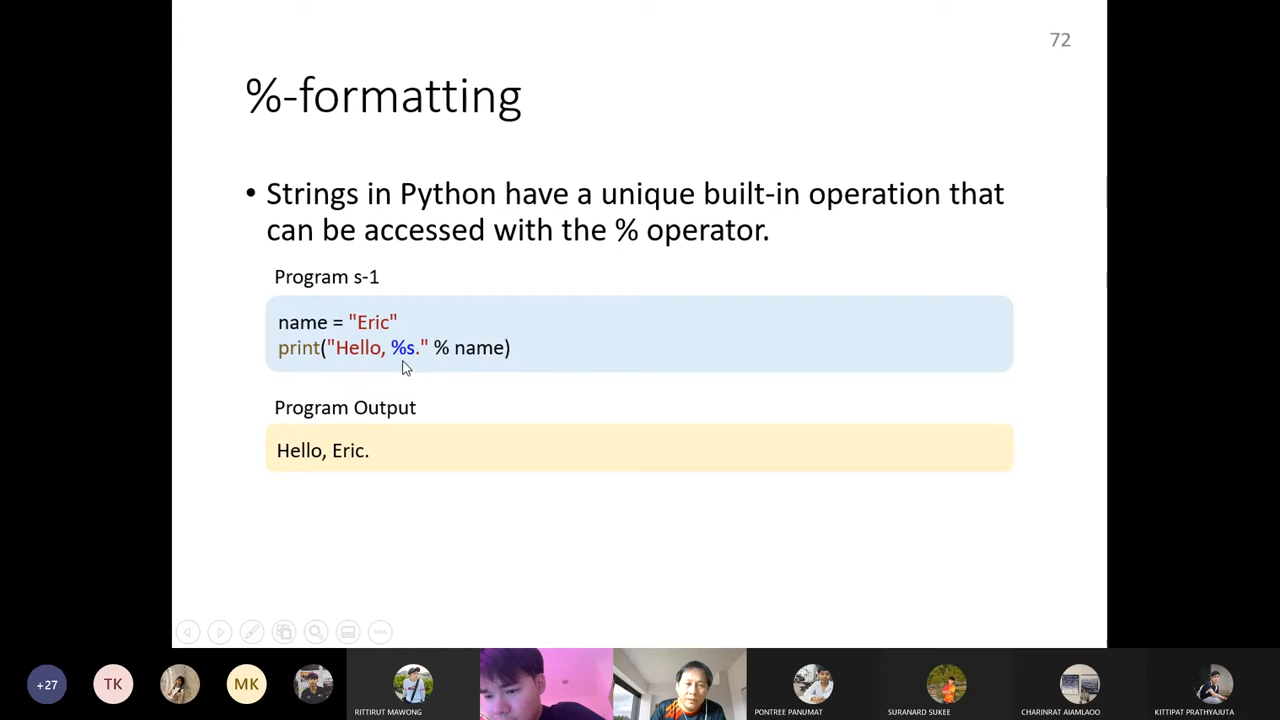 72
%-formatting
• Strings in Python have a unique built-in operation that
can be accessed with the % operator.
Program s-1
name = "Eric"
print("Hello, %s." % name)
Program Output
Hello, Eric.
+27
TK
MK
RITTIRUT MAWONG
PONTREE PANUMAT
SURANARD SUKEE
CHARINRAT AIAMLAOO
KITTIPAT PRATHYAJUTA